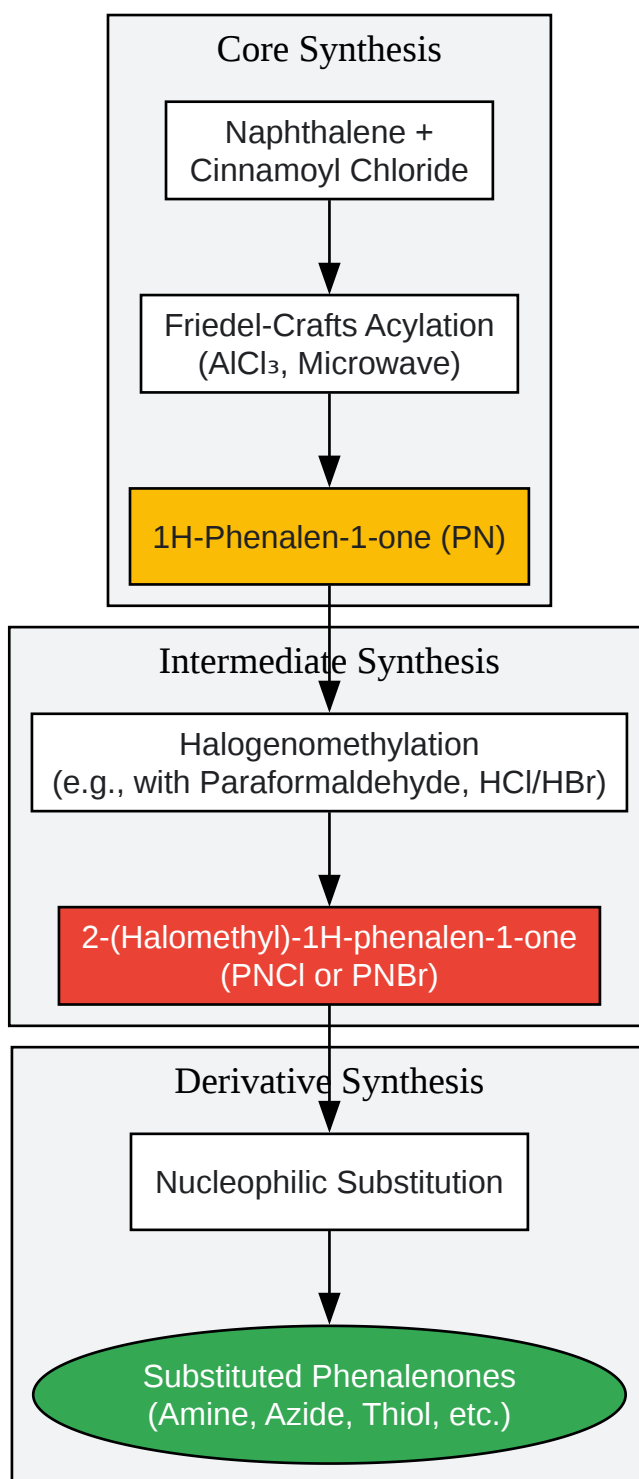 Core Synthesis
Naphthalene +
Cinnamoyl Chloride
Friedel-Crafts Acylation
(AlCl₃, Microwave)
1H-Phenalen-1-one (PN)
Intermediate Synthesis
Halogenomethylation
(e.g., with Paraformaldehyde, HCl/HBr)
2-(Halomethyl)-1H-phenalen-1-one
(PNCl or PNBr)
Derivative Synthesis
Nucleophilic Substitution
Substituted Phenalenones
(Amine, Azide, Thiol, etc.)